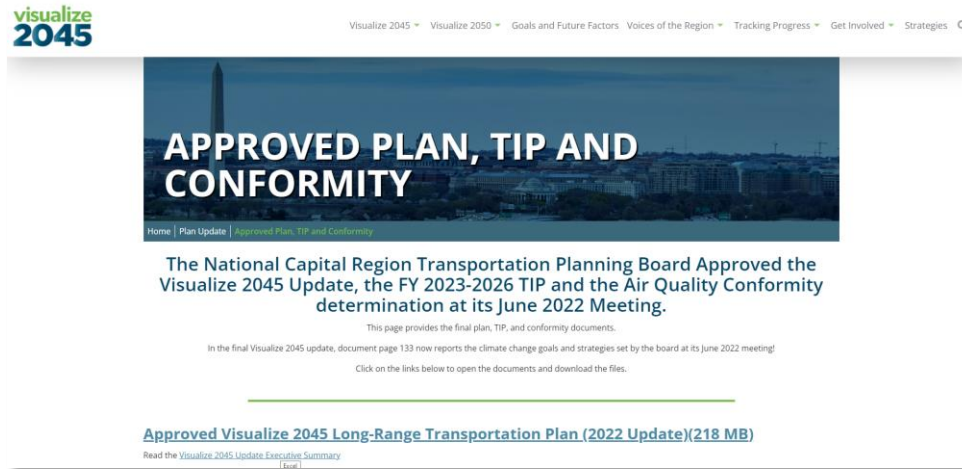 visualize
2045
Visualize 2045 Visualize 2050 Goals and Future Factors Voices of the Region Tracking Progress Get Involved Strategies
APPROVED PLAN, TIP AND
CONFORMITY
Home | Plan Update | Approved Plan, TIP and Conformity
The National Capital Region Transportation Planning Board Approved the
Visualize 2045 Update, the FY 2023-2026 TIP and the Air Quality Conformity
determination at its June 2022 Meeting.
This page provides the final plan, TIP, and conformity documents.
In the final Visualize 2045 update, document page 133 now reports the climate change goals and strategies set by the board at its June 2022 meeting!
Click on the links below to open the documents and download the files.
Approved Visualize 2045 Long-Range Transportation Plan (2022 Update)(218 MB)
Read the Visualize 2045 Update Executive Summary
Excel